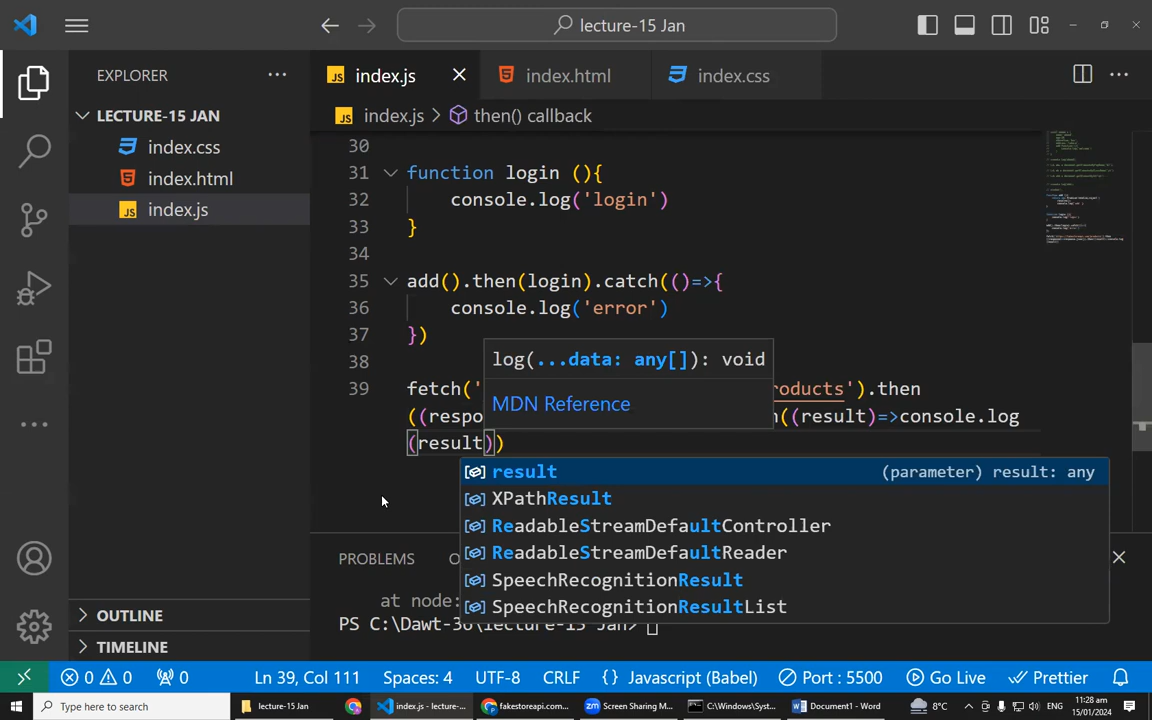 lecture-15 Jan
EXPLORER
LECTURE-15 JAN
index.css
index.html
index.js
index.js
index.html
index.css
index.js > then() callback
30
31 function login (){
32 console.log('login')
33 }
34
35 add().then(login).catch(()=>{
36 console.log('error')
37 })
38
log(...data: any[]): void
39 fetch(' roducts').then
MDN Reference
((respo n((result)=>console.log
(result))
result (parameter) result: any
XPathResult
ReadableStreamDefaultController
ReadableStreamDefaultReader
SpeechRecognitionResult
SpeechRecognitionResultList
PROBLEMS O
at node:
PS C:\Dawt-36\lecture-15 Jan>
OUTLINE
TIMELINE
0 0 0 Ln 39, Col 111 Spaces: 4 UTF-8 CRLF {} Javascript (Babel) Port : 5500 Go Live Prettier
Type here to search
lecture-15 Jan
index.js - lecture-...
fakestoreapi.com...
Screen Sharing M...
C:\Windows\Syst...
Document1 - Word
8°C
ENG
11:28 am
15/01/2024